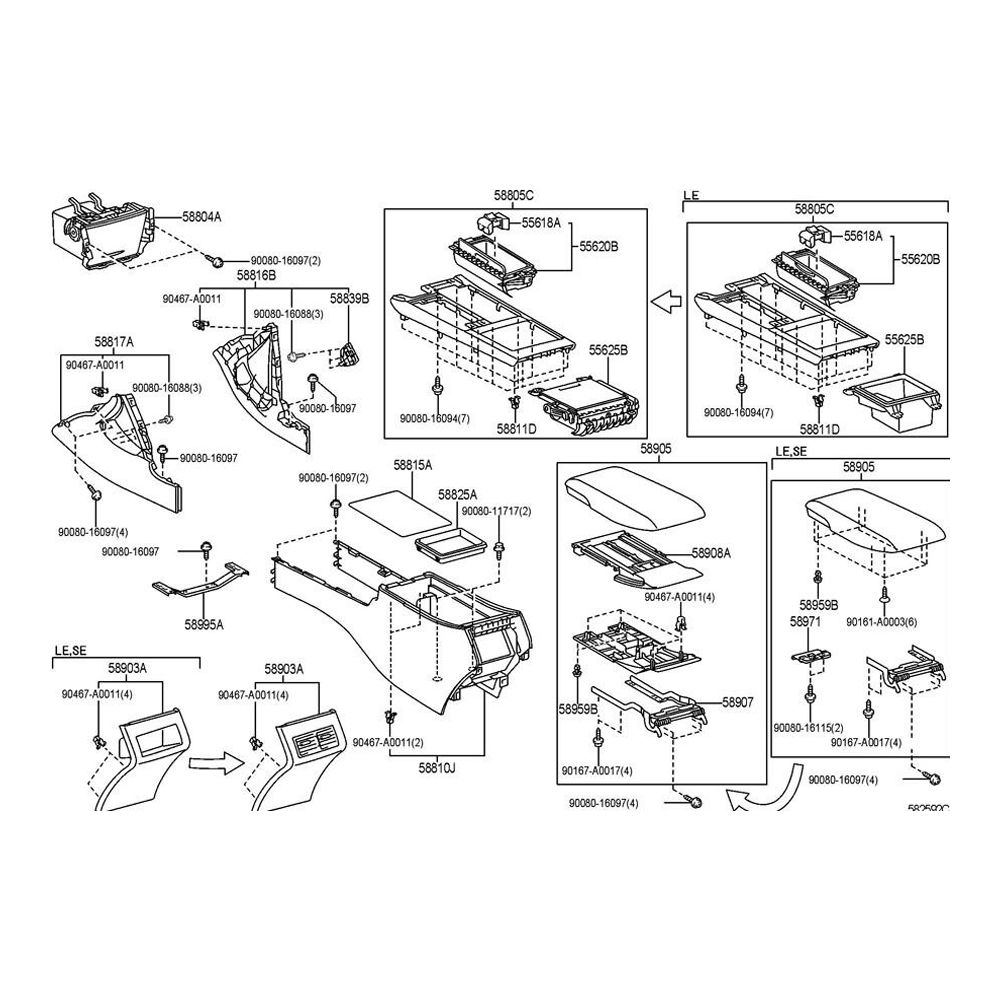 58804A
90080-16097(2)
58816B
90467-A0011
58839B
90080-16088(3)
90080-16097
58817A
90467-A0011
90080-16088(3)
90080-16097
90080-16097(4)
90080-16097
58995A
58805C
55618A
55620B
55625B
90080-16094(7)
58811D
LE
58805C
55618A
55620B
55625B
90080-16094(7)
58811D
90080-16097(2)
58815A
58825A
90080-11717(2)
90467-A0011(2)
58810J
58905
58908A
90467-A0011(4)
58959B
58907
90167-A0017(4)
90080-16097(4)
LE,SE
58905
58959B
90161-A0003(6)
58971
90080-16115(2)
90167-A0017(4)
90080-16097(4)
LE,SE
58903A
90467-A0011(4)
58903A
90467-A0011(4)
582592C